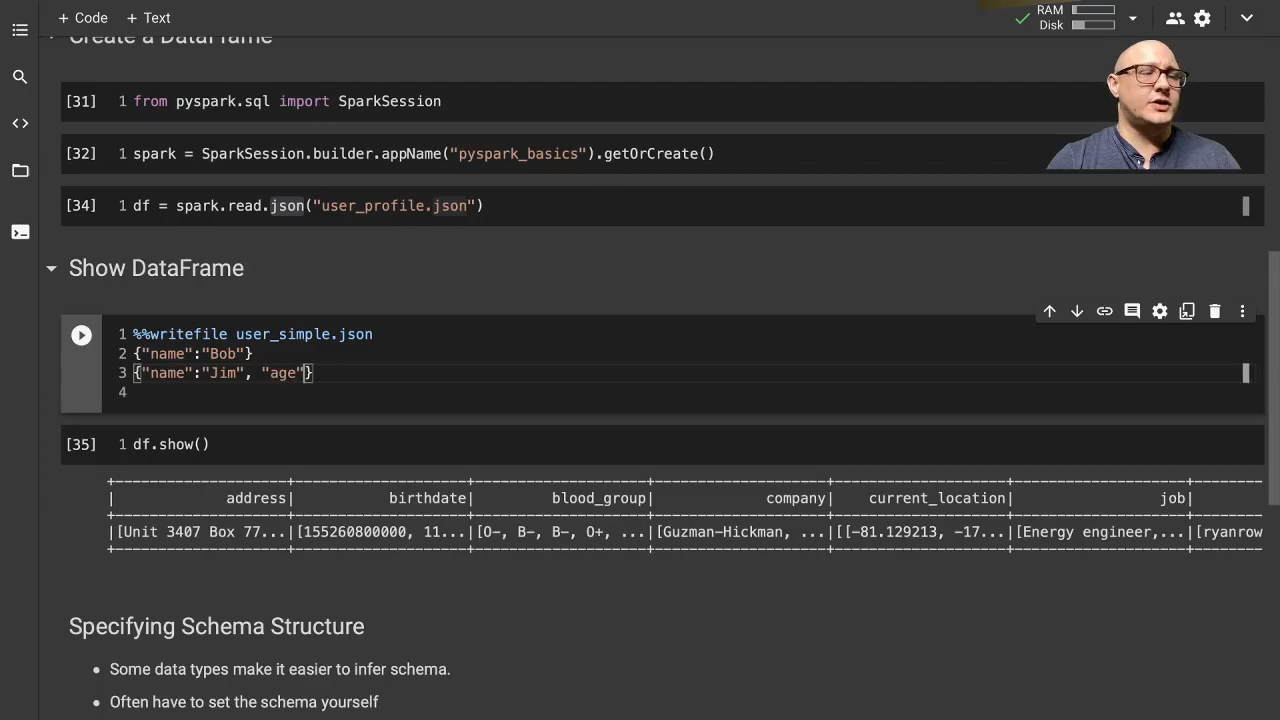 + Code + Text
RAM
Disk
Create a DataFrame
[31] 1 from pyspark.sql import SparkSession
[32] 1 spark = SparkSession.builder.appName("pyspark_basics").getOrCreate()
[34] 1 df = spark.read.json("user_profile.json")
Show DataFrame
1 %%writefile user_simple.json
2 {"name":"Bob"}
3 {"name":"Jim", "age"}
4
[35] 1 df.show()
+--------------------+--------------------+--------------------+--------------------+--------------------+--------------------+--------
| address| birthdate| blood_group| company| current_location| job|
+--------------------+--------------------+--------------------+--------------------+--------------------+--------------------+--------
|[Unit 3407 Box 77...|[155260800000, 11...|[O-, B-, B-, O+, ...|[Guzman-Hickman, ...|[[-81.129213, -17...|[Energy engineer,...|[ryanrow
+--------------------+--------------------+--------------------+--------------------+--------------------+--------------------+--------
Specifying Schema Structure
• Some data types make it easier to infer schema.
• Often have to set the schema yourself